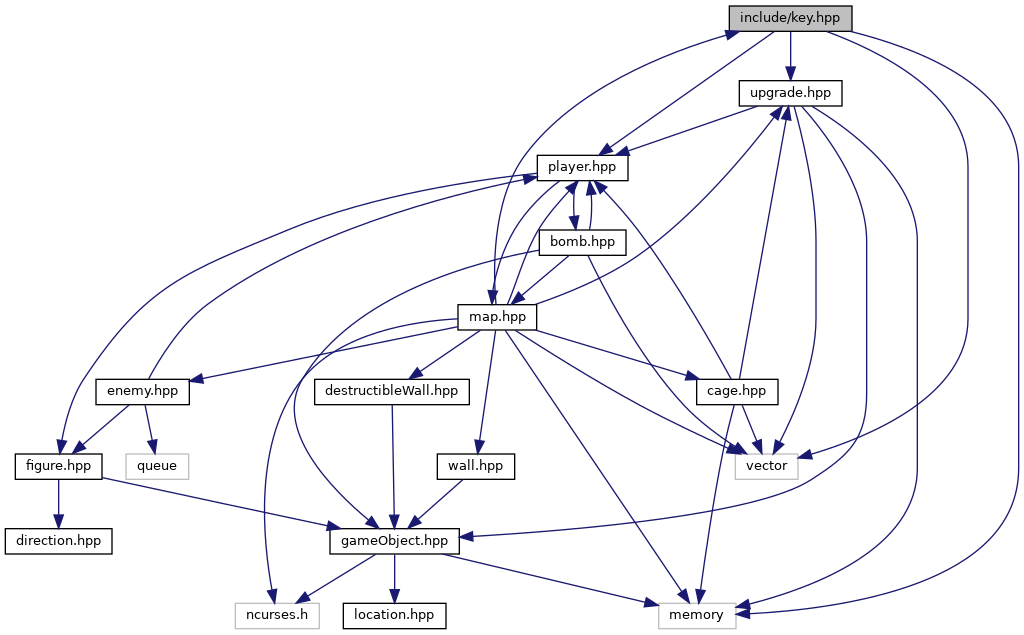 include/key.hpp
upgrade.hpp
player.hpp
bomb.hpp
map.hpp
enemy.hpp
destructibleWall.hpp
cage.hpp
figure.hpp
queue
wall.hpp
vector
direction.hpp
gameObject.hpp
ncurses.h
location.hpp
memory